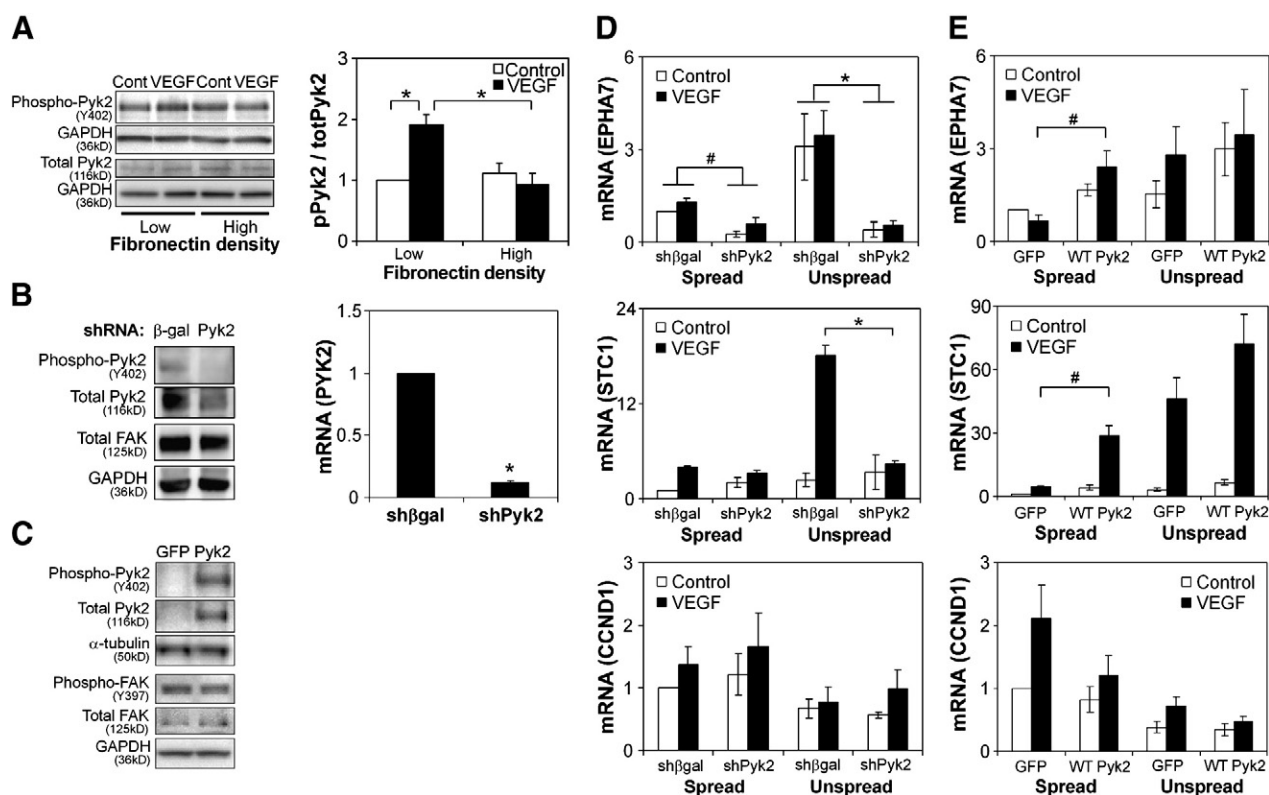 A
Cont VEGF Cont VEGF
Phospho-Pyk2
(Y402)
GAPDH
(36kD)
Total Pyk2
(116kD)
GAPDH
(36kD)
Low High
Fibronectin density
pPyk2 / totPyk2
3
2
1
0
Control
VEGF
*
*
Low High
Fibronectin density
B
shRNA: β-gal Pyk2
Phospho-Pyk2
(Y402)
Total Pyk2
(116kD)
Total FAK
(125kD)
GAPDH
(36kD)
mRNA (PYK2)
1.5
1
0.5
0
*
shβgal shPyk2
C
GFP Pyk2
Phospho-Pyk2
(Y402)
Total Pyk2
(116kD)
α-tubulin
(50kD)
Phospho-FAK
(Y397)
Total FAK
(125kD)
GAPDH
(36kD)
D
mRNA (EPHA7)
6
3
0
Control
VEGF
#
*
shβgal shPyk2 shβgal shPyk2
Spread Unspread
mRNA (STC1)
24
12
0
Control
VEGF
*
shβgal shPyk2 shβgal shPyk2
Spread Unspread
mRNA (CCND1)
3
2
1
0
Control
VEGF
shβgal shPyk2 shβgal shPyk2
Spread Unspread
E
mRNA (EPHA7)
6
3
0
Control
VEGF
#
GFP WT Pyk2 GFP WT Pyk2
Spread Unspread
mRNA (STC1)
90
60
30
0
Control
VEGF
#
GFP WT Pyk2 GFP WT Pyk2
Spread Unspread
mRNA (CCND1)
3
2
1
0
Control
VEGF
GFP WT Pyk2 GFP WT Pyk2
Spread Unspread